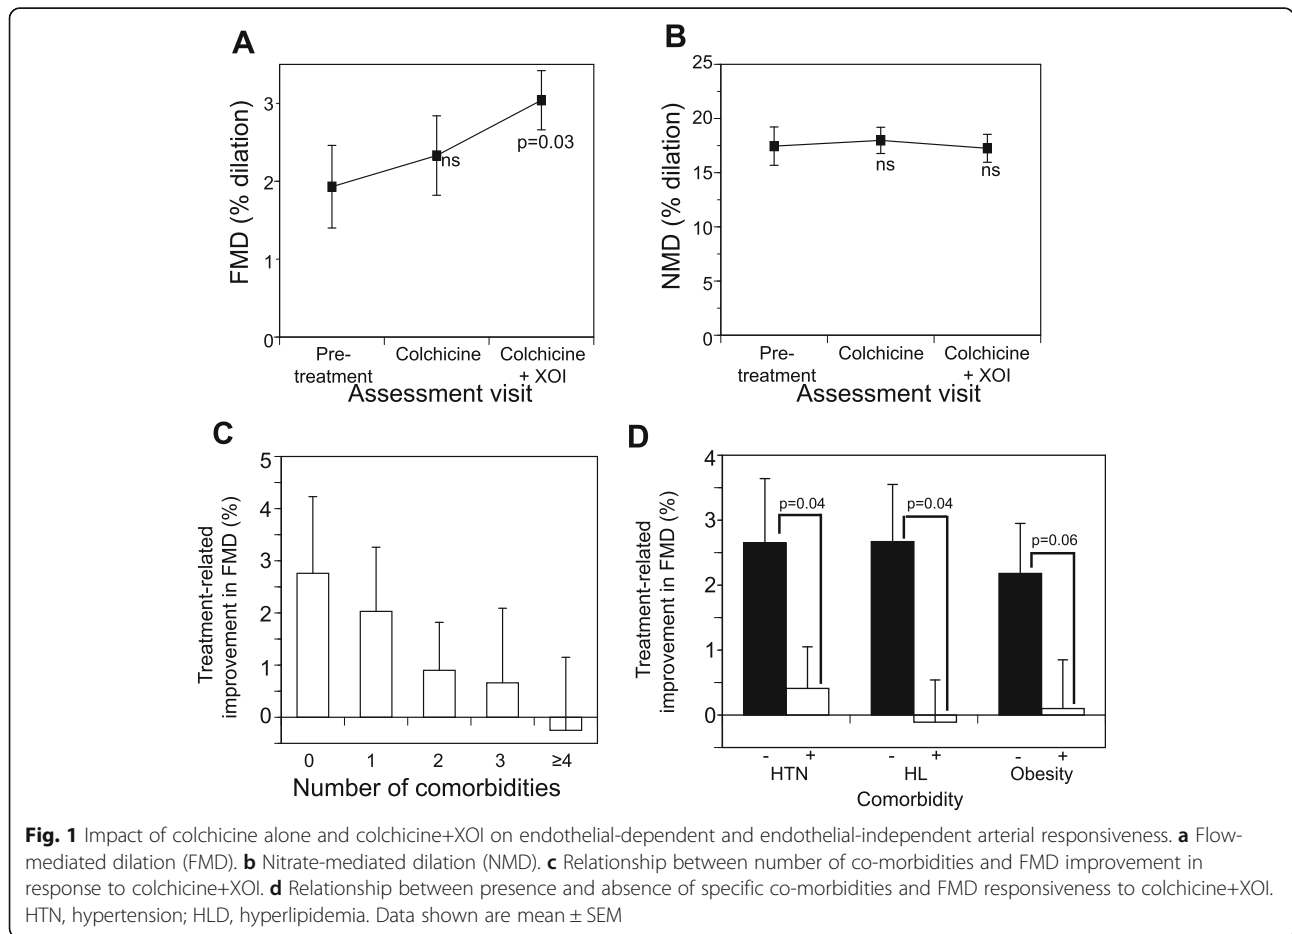 A
FMD (% dilation)
3
2
1
0
p=0.03
ns
Pre-
treatment
Colchicine
Colchicine
+ XOI
Assessment visit
B
NMD (% dilation)
25
20
15
10
5
0
ns
ns
Pre-
treatment
Colchicine
Colchicine
+ XOI
Assessment visit
C
Treatment-related
improvement in FMD (%)
5
4
3
2
1
0
0 1 2 3 ≥4
Number of comorbidities
D
Treatment-related
improvement in FMD (%)
4
3
2
1
0
p=0.04
p=0.04
p=0.06
- + - + - +
HTN HL Obesity
Comorbidity
Fig. 1 Impact of colchicine alone and colchicine+XOI on endothelial-dependent and endothelial-independent arterial responsiveness. a Flow-
mediated dilation (FMD). b Nitrate-mediated dilation (NMD). c Relationship between number of co-morbidities and FMD improvement in
response to colchicine+XOI. d Relationship between presence and absence of specific co-morbidities and FMD responsiveness to colchicine+XOI.
HTN, hypertension; HLD, hyperlipidemia. Data shown are mean ± SEM